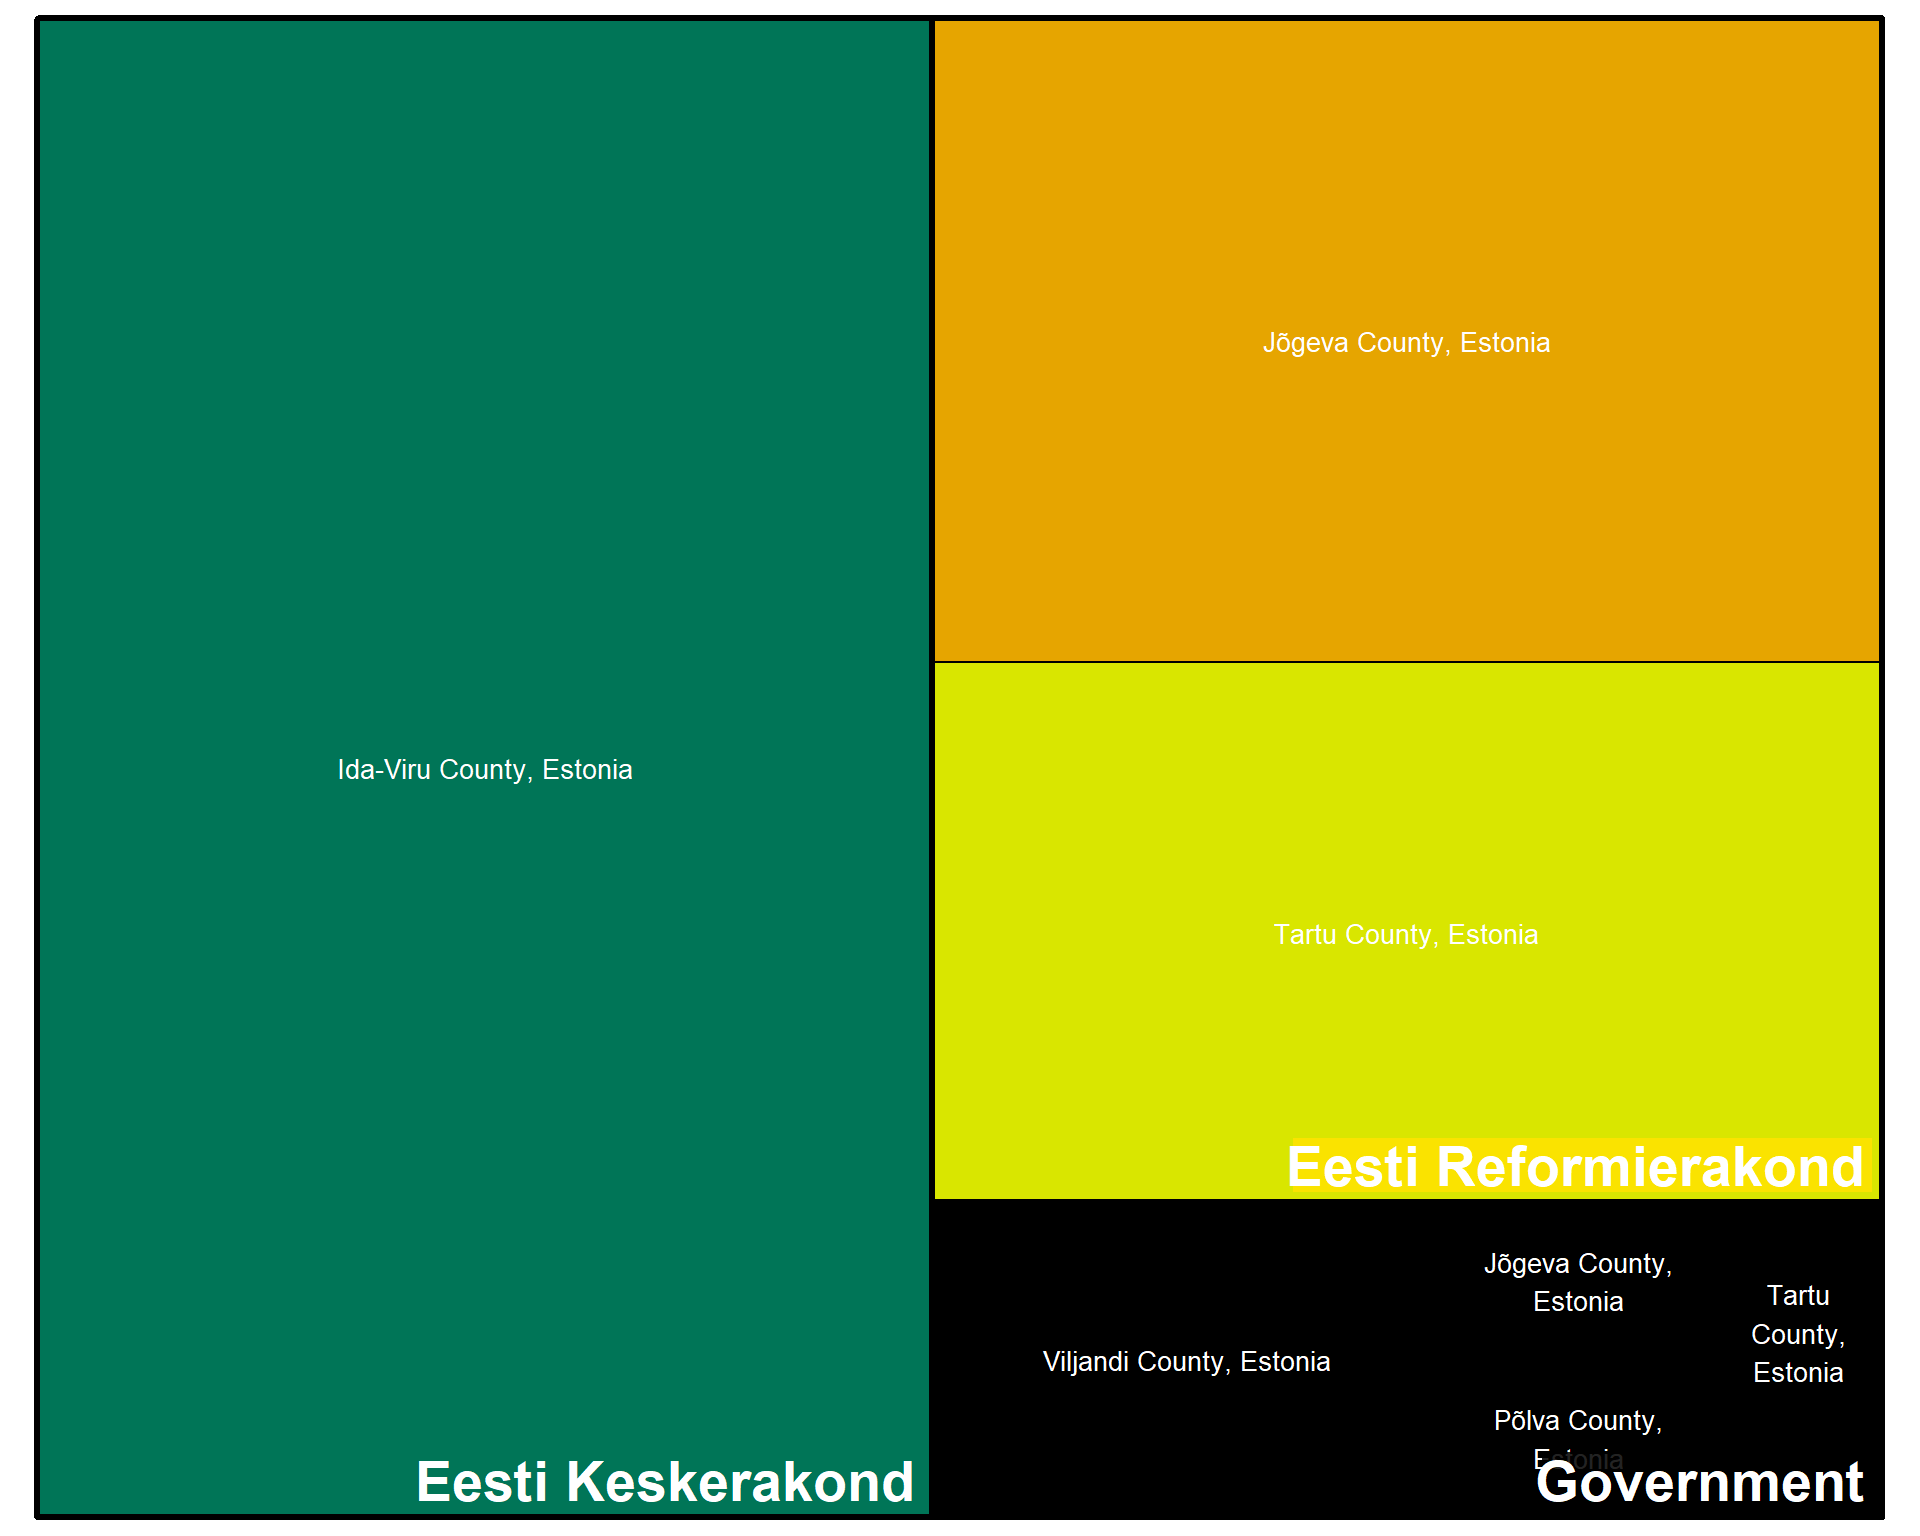 Ida-Viru County, Estonia
Eesti Keskerakond
Jõgeva County, Estonia
Tartu County, Estonia
Eesti Reformierakond
Viljandi County, Estonia
Jõgeva County,
Estonia
Põlva County,
Estonia
Tartu
County,
Estonia
Government